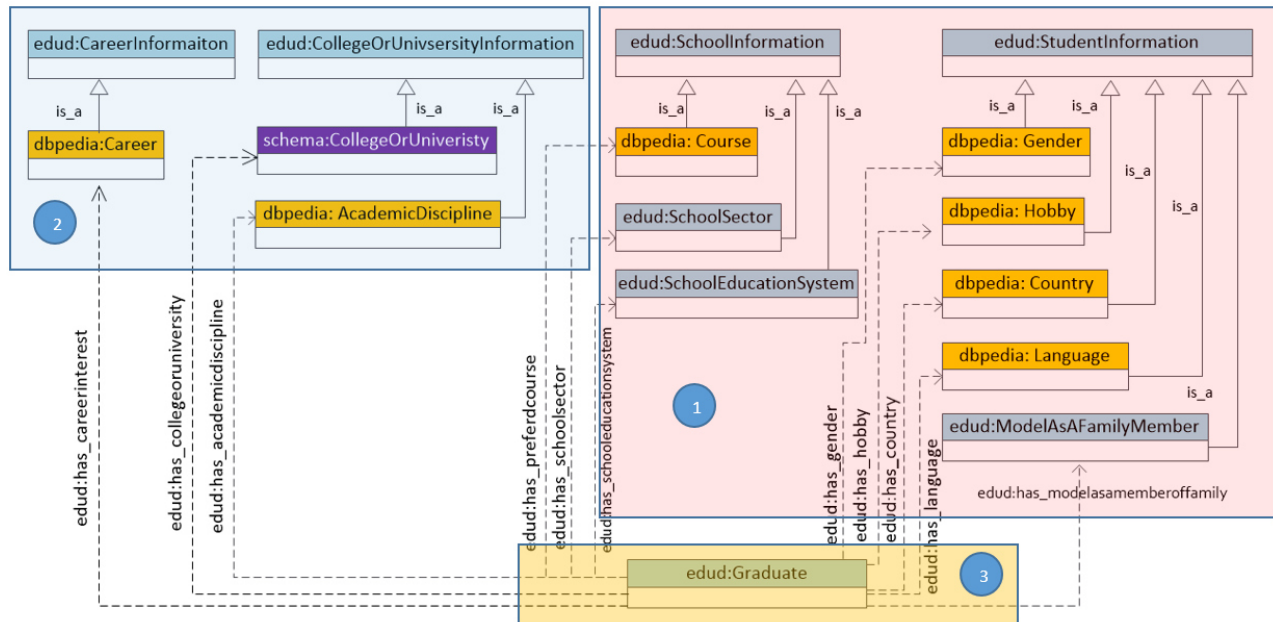 edud:CareerInformaiton
edud:CollegeOrUnivsersityInformation
is_a
is_a
is_a
dbpedia:Career
schema:CollegeOrUniveristy
dbpedia: AcademicDiscipline
2
edud:SchoolInformation
edud:StudentInformation
is_a
is_a
is_a
is_a
is_a
dbpedia: Course
dbpedia: Gender
is_a
edud:SchoolSector
dbpedia: Hobby
is_a
edud:SchoolEducationSystem
dbpedia: Country
dbpedia: Language
is_a
1
edud:ModelAsAFamilyMember
edud:has_modelasamemberoffamily
edud:has_careerinterest
edud:has_collegeoruniversity
edud:has_academicdiscipline
edud:has_preferdcourse
edud:has_schoolsector
edud:has_schooleducationsystem
edud:has_gender
edud:has_hobby
edud:has_country
edud:has_language
edud:Graduate
3